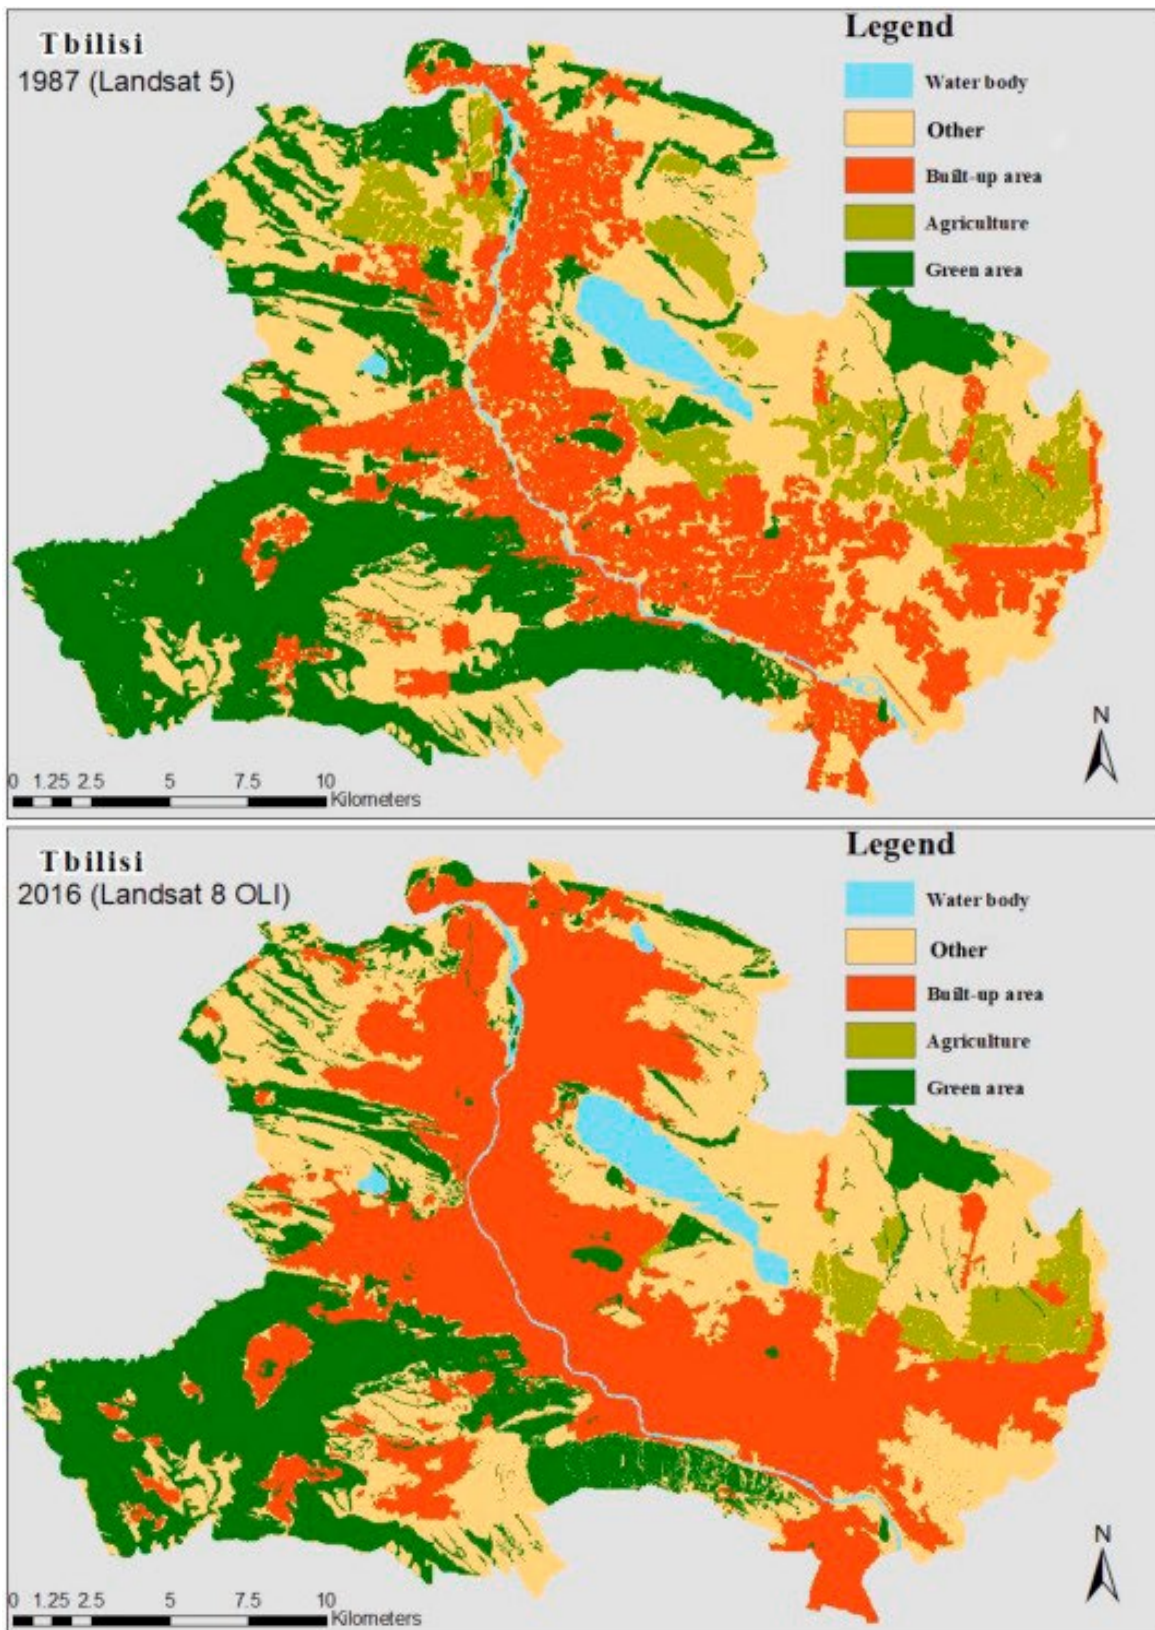 Tbilisi
1987 (Landsat 5)
Legend
Water body
Other
Built-up area
Agriculture
Green area
N
0 1.25 2.5 5 7.5 10
Kilometers
Tbilisi
2016 (Landsat 8 OLI)
Legend
Water body
Other
Built-up area
Agriculture
Green area
N
0 1.25 2.5 5 7.5 10
Kilometers